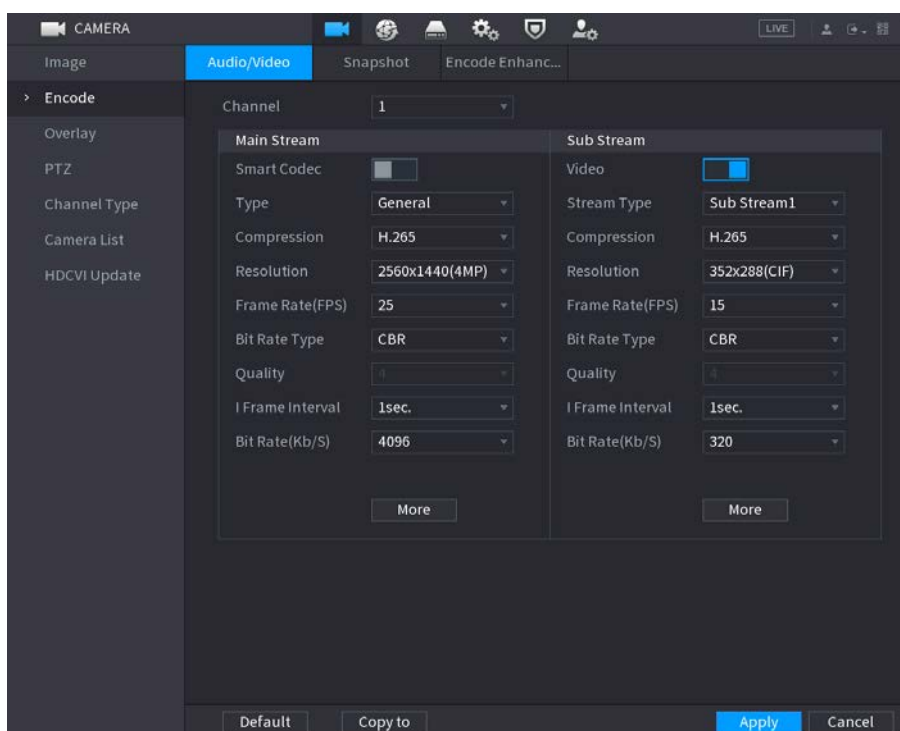 CAMERA
LIVE
Image
Encode
Overlay
PTZ
Channel Type
Camera List
HDCVI Update
Audio/Video Snapshot Encode Enhanc...
Channel 1
Main Stream
Smart Codec
Type General
Compression H.265
Resolution 2560x1440(4MP)
Frame Rate(FPS) 25
Bit Rate Type CBR
Quality 4
I Frame Interval 1sec.
Bit Rate(Kb/S) 4096
More
Sub Stream
Video
Stream Type Sub Stream1
Compression H.265
Resolution 352x288(CIF)
Frame Rate(FPS) 15
Bit Rate Type CBR
Quality 4
I Frame Interval 1sec.
Bit Rate(Kb/S) 320
More
Default Copy to Apply Cancel